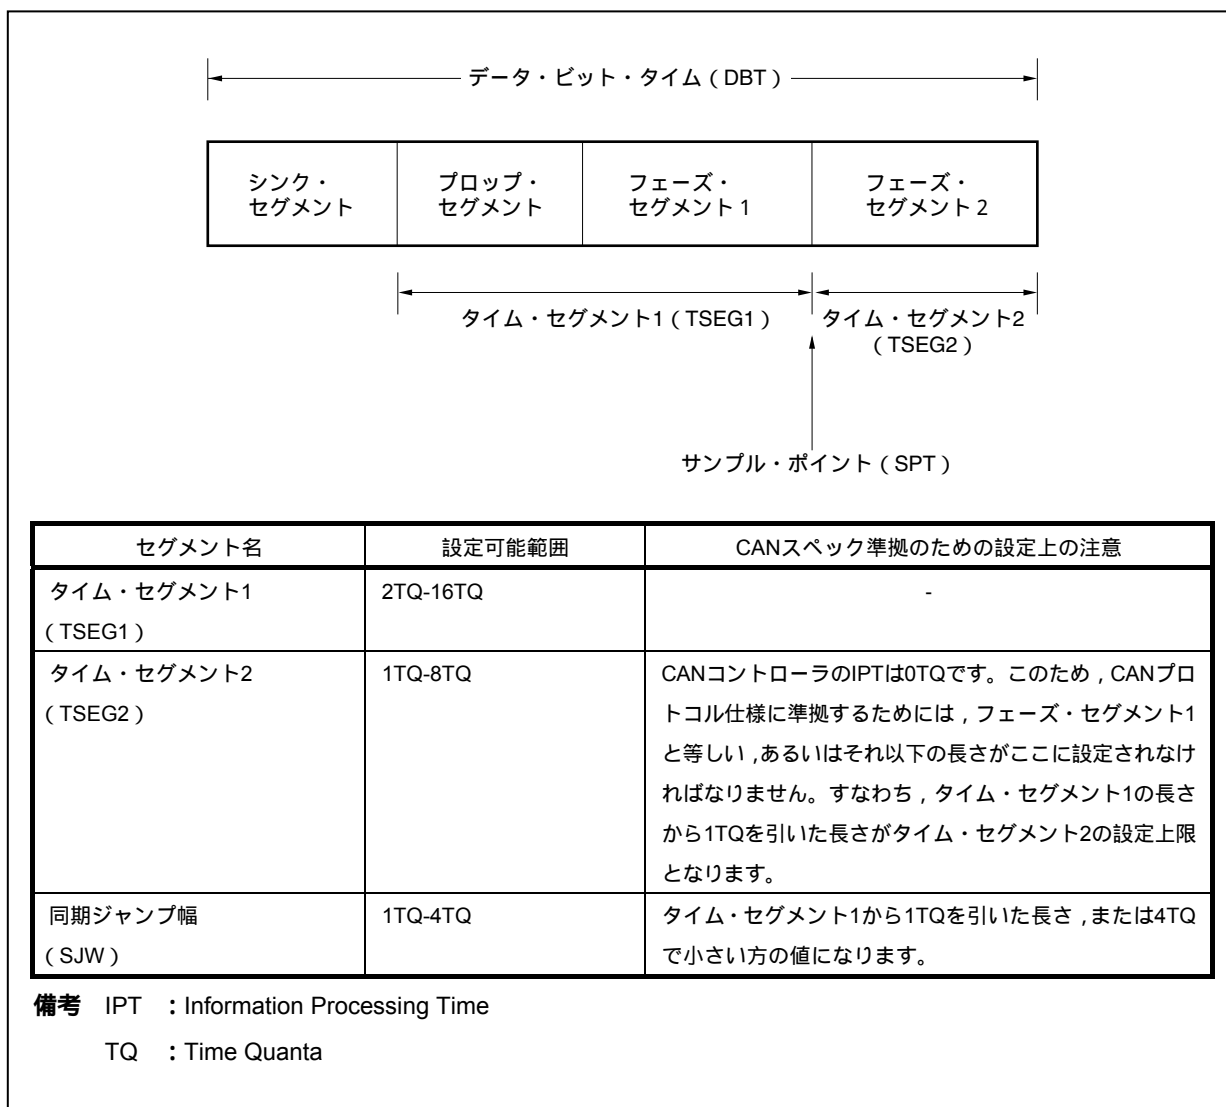 データ・ビット・タイム（DBT）
シンク・
セグメント
プロップ・
セグメント
フェーズ・
セグメント1
フェーズ・
セグメント2
タイム・セグメント1（TSEG1）
タイム・セグメント2
（TSEG2）
サンプル・ポイント（SPT）
セグメント名 設定可能範囲 CANスペック準拠のための設定上の注意
タイム・セグメント1 2TQ-16TQ -
（TSEG1）
タイム・セグメント2 1TQ-8TQ CANコントローラのIPTは0TQです。このため，CANプロ
（TSEG2） トコル仕様に準拠するためには，フェーズ・セグメント1
と等しい，あるいはそれ以下の長さがここに設定されなけ
ればなりません。すなわち，タイム・セグメント1の長さ
から1TQを引いた長さがタイム・セグメント2の設定上限
となります。
同期ジャンプ幅 1TQ-4TQ タイム・セグメント1から1TQを引いた長さ，または4TQ
（SJW） で小さい方の値になります。
備考 IPT : Information Processing Time
TQ : Time Quanta